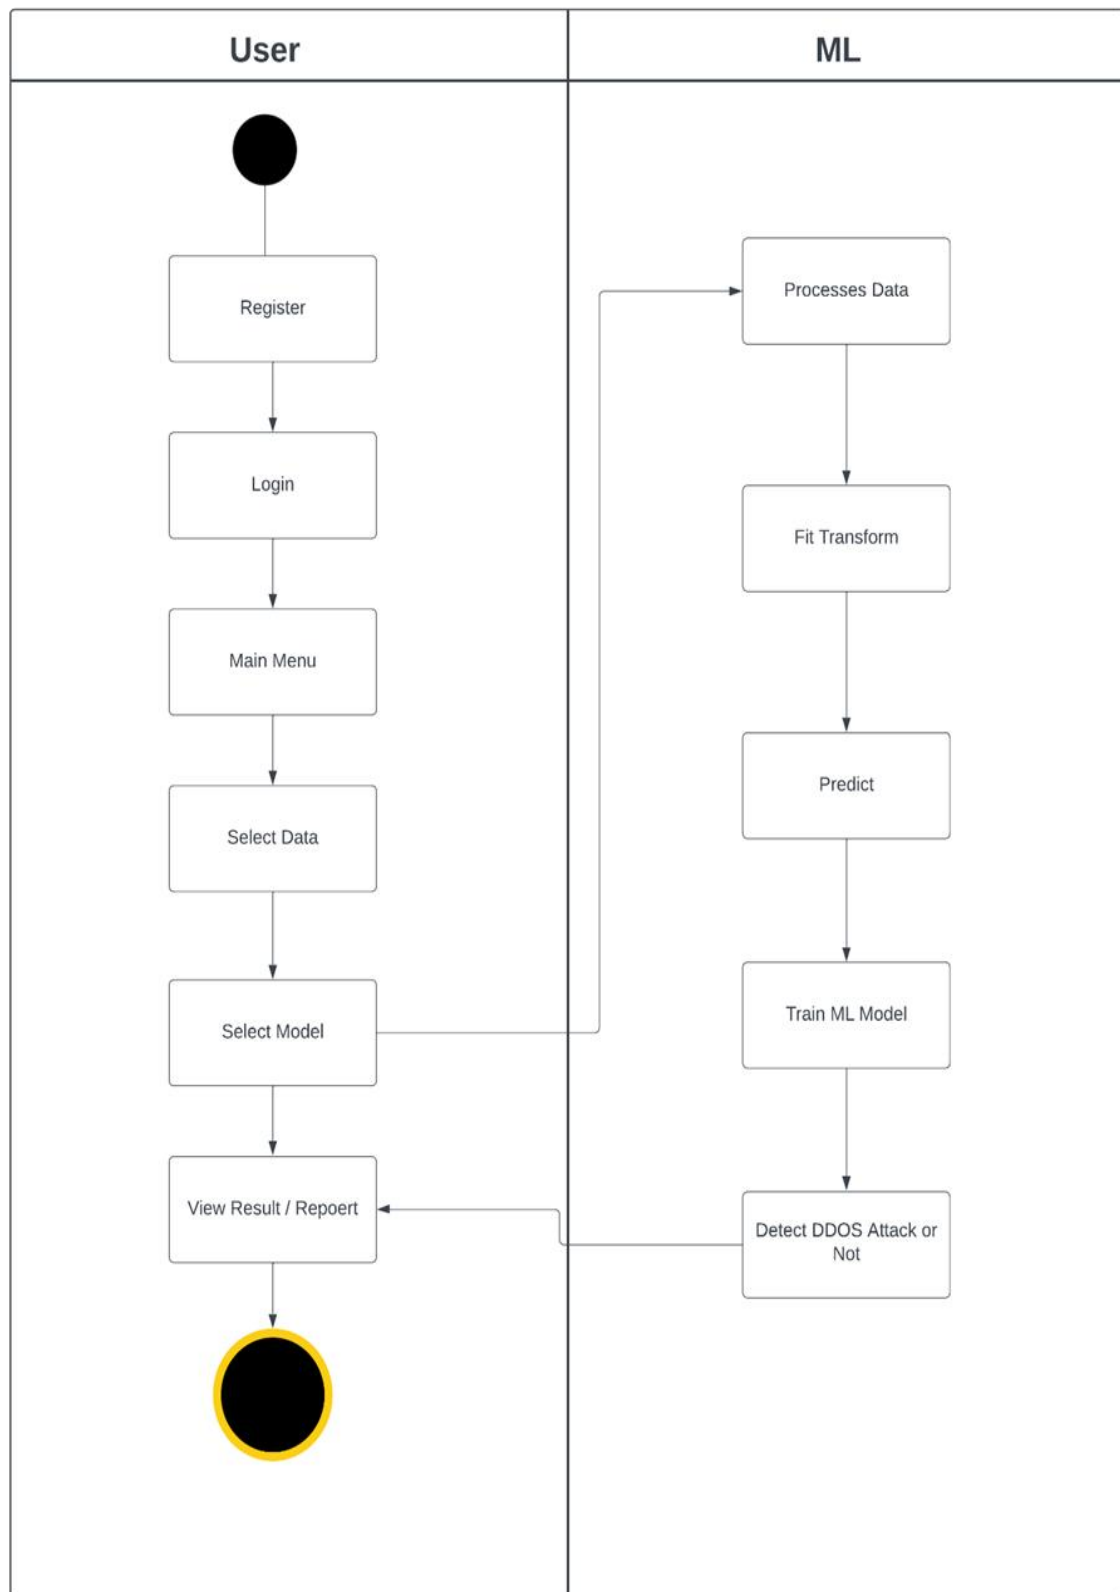 User
ML
Register
Login
Main Menu
Select Data
Select Model
View Result / Repoert
Processes Data
Fit Transform
Predict
Train ML Model
Detect DDOS Attack or
Not